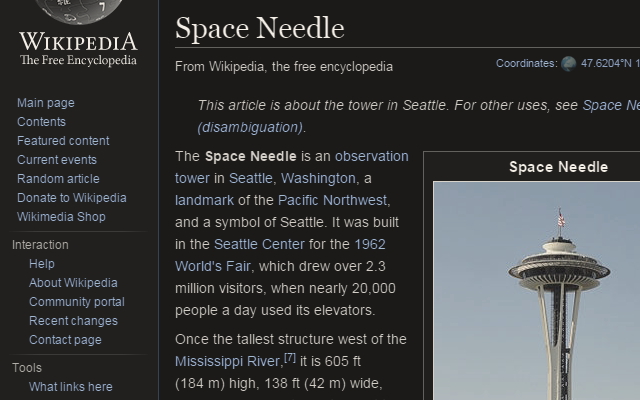 WIKIPEDIA
The Free Encyclopedia
Main page
Contents
Featured content
Current events
Random article
Donate to Wikipedia
Wikimedia Shop
Interaction
Help
About Wikipedia
Community portal
Recent changes
Contact page
Tools
What links here
Space Needle
From Wikipedia, the free encyclopedia
Coordinates: 47.6204°N 1
This article is about the tower in Seattle. For other uses, see Space Ne
(disambiguation).
The Space Needle is an observation
tower in Seattle, Washington, a
landmark of the Pacific Northwest,
and a symbol of Seattle. It was built
in the Seattle Center for the 1962
World's Fair, which drew over 2.3
million visitors, when nearly 20,000
people a day used its elevators.
Once the tallest structure west of the
Mississippi River,[7] it is 605 ft
(184 m) high, 138 ft (42 m) wide,
Space Needle